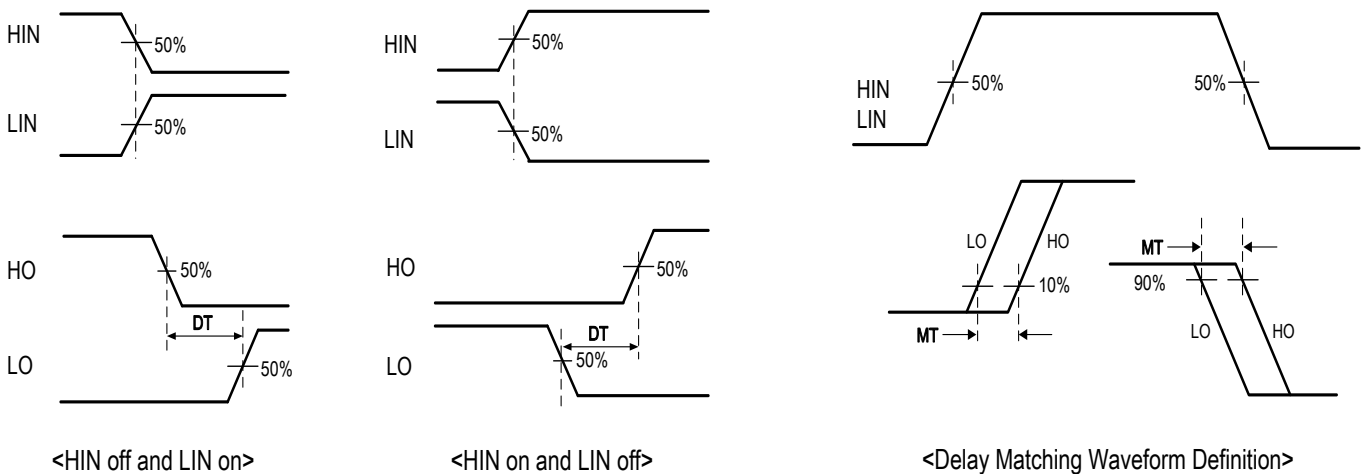 HIN
50%
LIN
50%
HO
50%
DT
LO
50%
<HIN off and LIN on>
HIN
50%
LIN
50%
HO
50%
DT
LO
50%
<HIN on and LIN off>
HIN
LIN
50%
50%
LO
HO
10%
MT
MT
90%
LO
HO
<Delay Matching Waveform Definition>